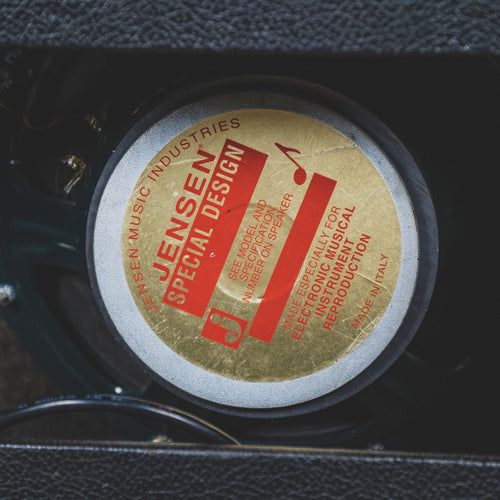 JENSEN MUSIC INDUSTRIES
JENSEN®
SPECIAL DESIGN
SEE MODEL AND
SPECIFICATION
NUMBER ON SPEAKER
MADE ESPECIALLY FOR
ELECTRONIC MUSICAL
INSTRUMENT
REPRODUCTION
MADE IN ITALY